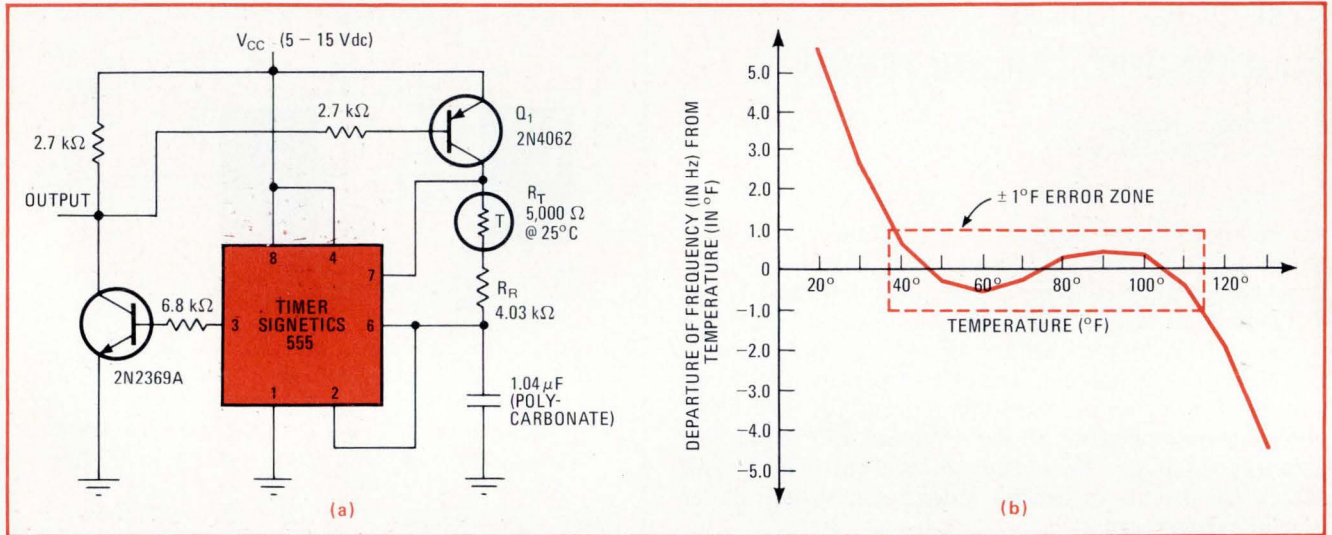 V_CC (5 – 15 Vdc)
2.7 kΩ
2.7 kΩ
Q₁
2N4062
OUTPUT
R_T
5,000 Ω
@ 25°C
T
8
4
7
TIMER
SIGNETICS
555
6.8 kΩ
3
6
R_R
4.03 kΩ
2N2369A
1
2
1.04 μF
(POLY-
CARBONATE)
(a)
DEPARTURE OF FREQUENCY (IN Hz) FROM
TEMPERATURE (IN °F)
5.0
4.0
3.0
2.0
1.0
0
–1.0
–2.0
–3.0
–4.0
–5.0
± 1°F ERROR ZONE
20°
40°
60°
80°
100°
120°
TEMPERATURE (°F)
(b)